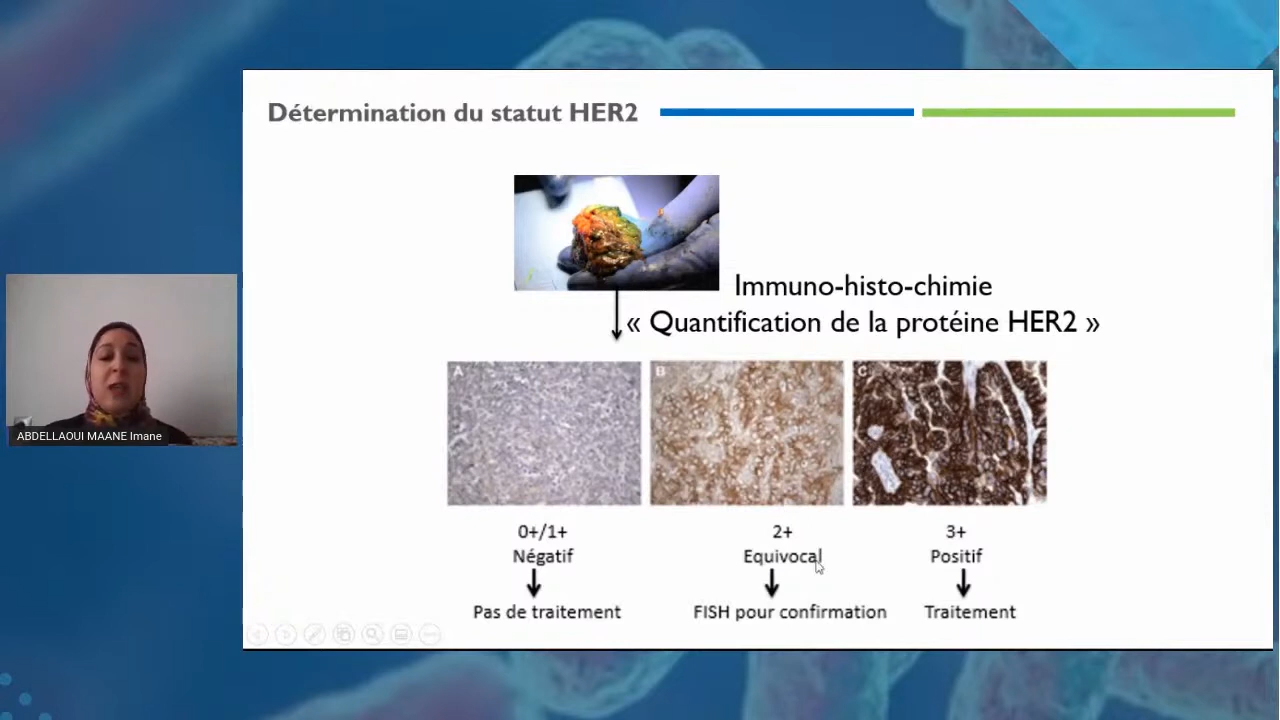 Détermination du statut HER2
Immuno-histo-chimie
« Quantification de la protéine HER2 »
A
B
C
0+/1+
2+
3+
Négatif
Equivocal
Positif
Pas de traitement
FISH pour confirmation
Traitement
ABDELLAOUI MAANE Imane